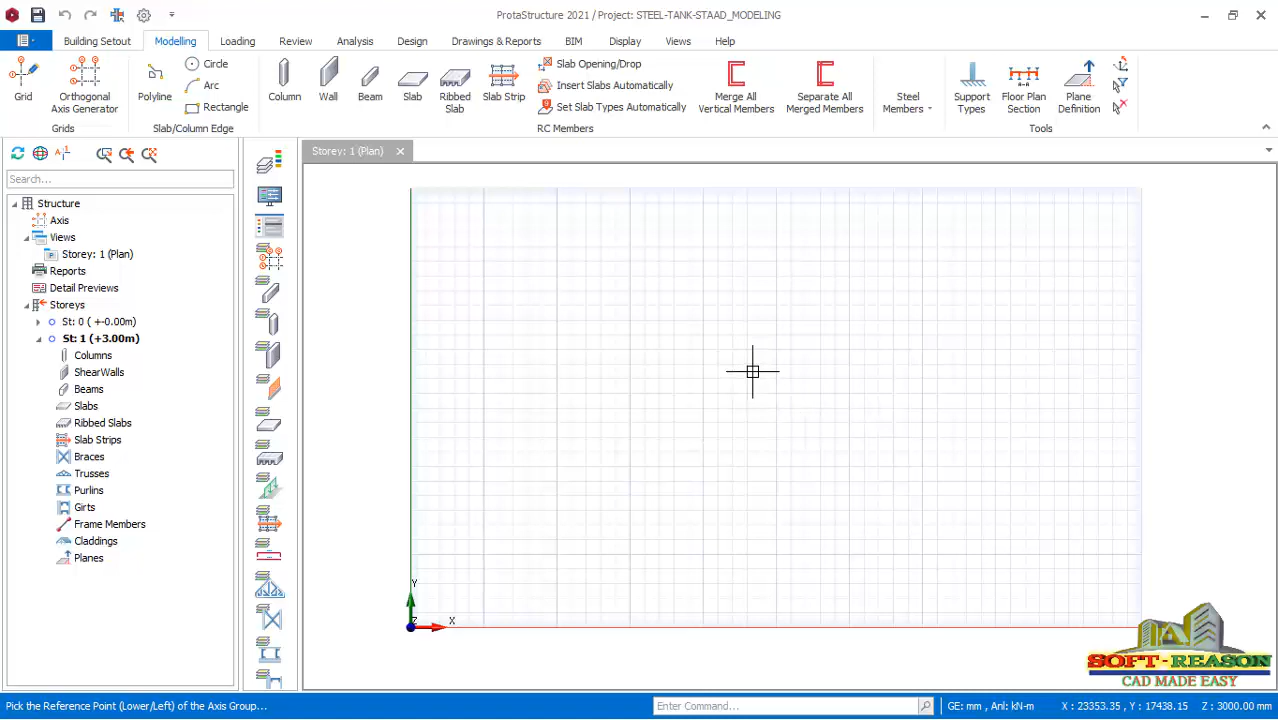 ProtaStructure 2021 / Project: STEEL-TANK-STAAD_MODELING
Building Setout Modelling Loading Review Analysis Design Drawings & Reports BIM Display Views Help
Grids
Orthogonal
Axis Generator
Grids
Polyline
Circle
Arc
Rectangle
Slab/Column Edge
Column
Wall
Beam
Slab
Ribbed
Slab
Slab Strip
Slab Opening/Drop
Insert Slabs Automatically
Set Slab Types Automatically
RC Members
Merge All
Vertical Members
Separate All
Merged Members
Steel
Members
Support
Types
Floor Plan
Section
Plane
Definition
Tools
Search...
Structure
Axis
Views
Storey: 1 (Plan)
Reports
Detail Previews
Storeys
St: 0 ( +-0.00m)
St: 1 (+3.00m)
Columns
ShearWalls
Beams
Slabs
Ribbed Slabs
Slab Strips
Braces
Trusses
Purlins
Girts
Frame Members
Claddings
Planes
Storey: 1 (Plan)
Y
Z
X
SOFT-REASON
CAD MADE EASY
Pick the Reference Point (Lower/Left) of the Axis Group...
Enter Command...
GE: mm, Anl: kN-m
X : 23353.35 , Y : 17438.15
Z : 3000.00 mm